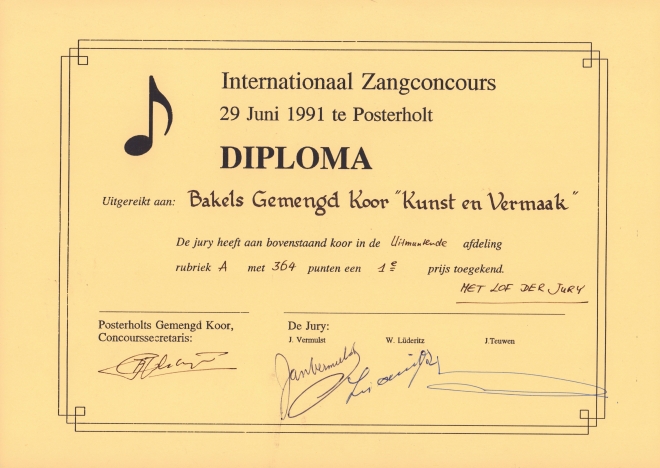 Internationaal Zangconcours
29 Juni 1991 te Posterholt
DIPLOMA
Uitgereikt aan: Bakels Gemengd Koor "Kunst en Vermaak"
De jury heeft aan bovenstaand koor in de Uitmuntende afdeling
rubriek A met 364 punten een 1e prijs toegekend.
MET LOF DER JURY
Posterholts Gemengd Koor,
Concourssecretaris:
De Jury:
J. Vermulst W. Lüderitz J.Teuwen
Jan Vermulst